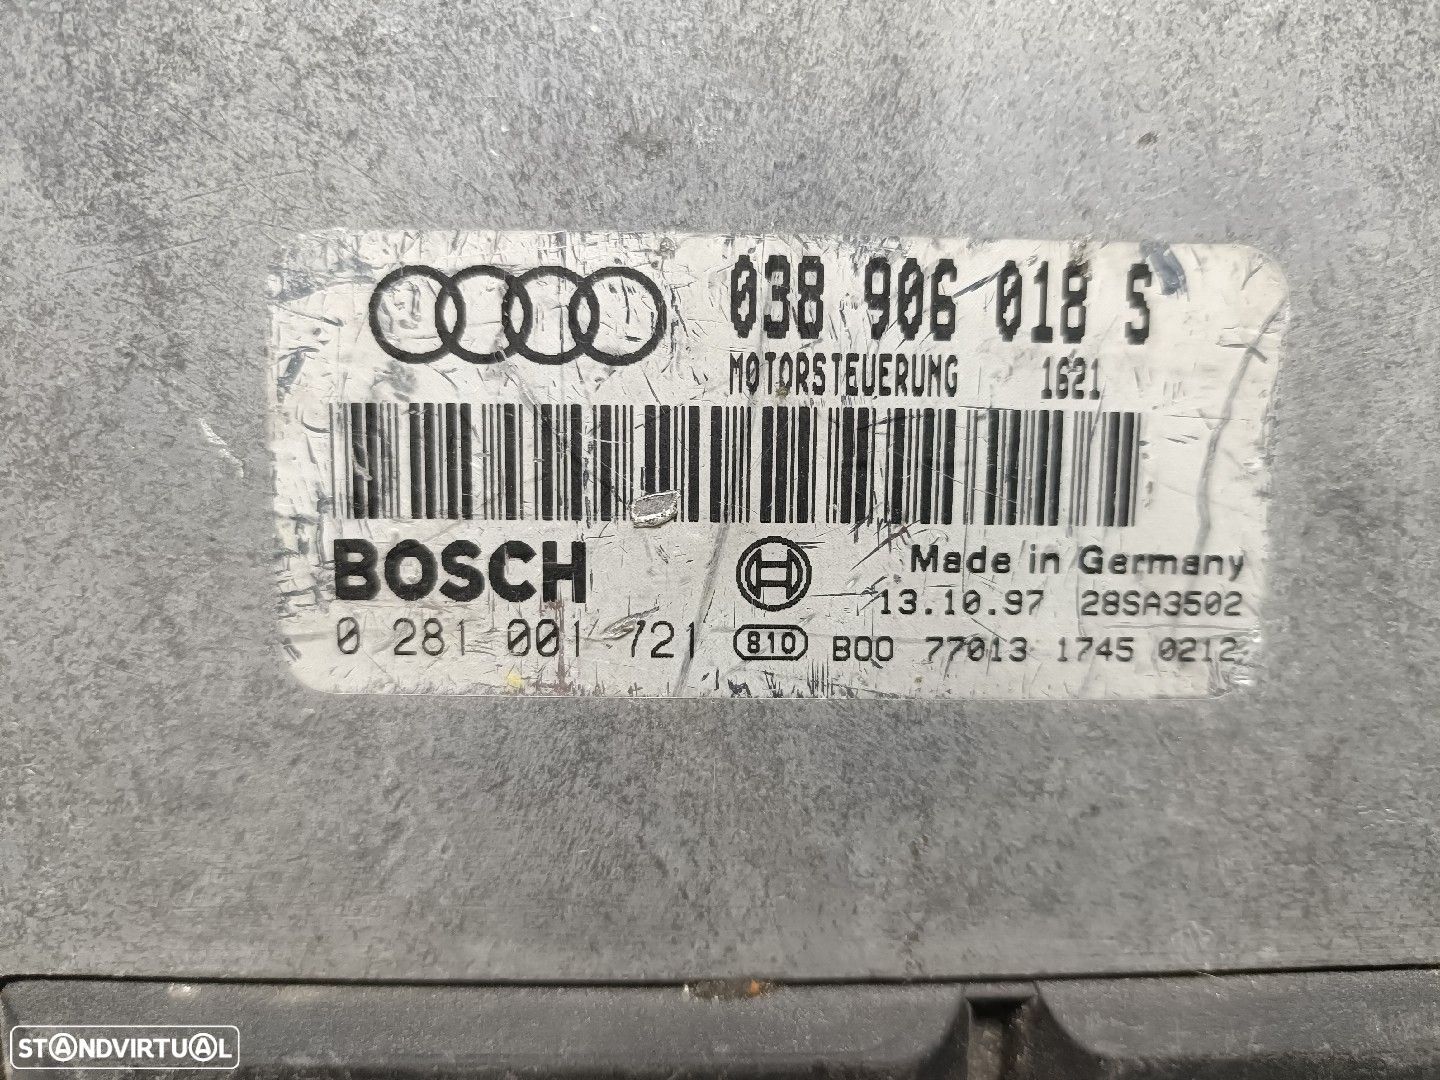 038 906 018 S
MOTORSTEUERUNG 1621
BOSCH
Made in Germany
13.10.97 28SA3502
0 281 001 721
810 B00 77013 1745 0212
STANDVIRTUAL